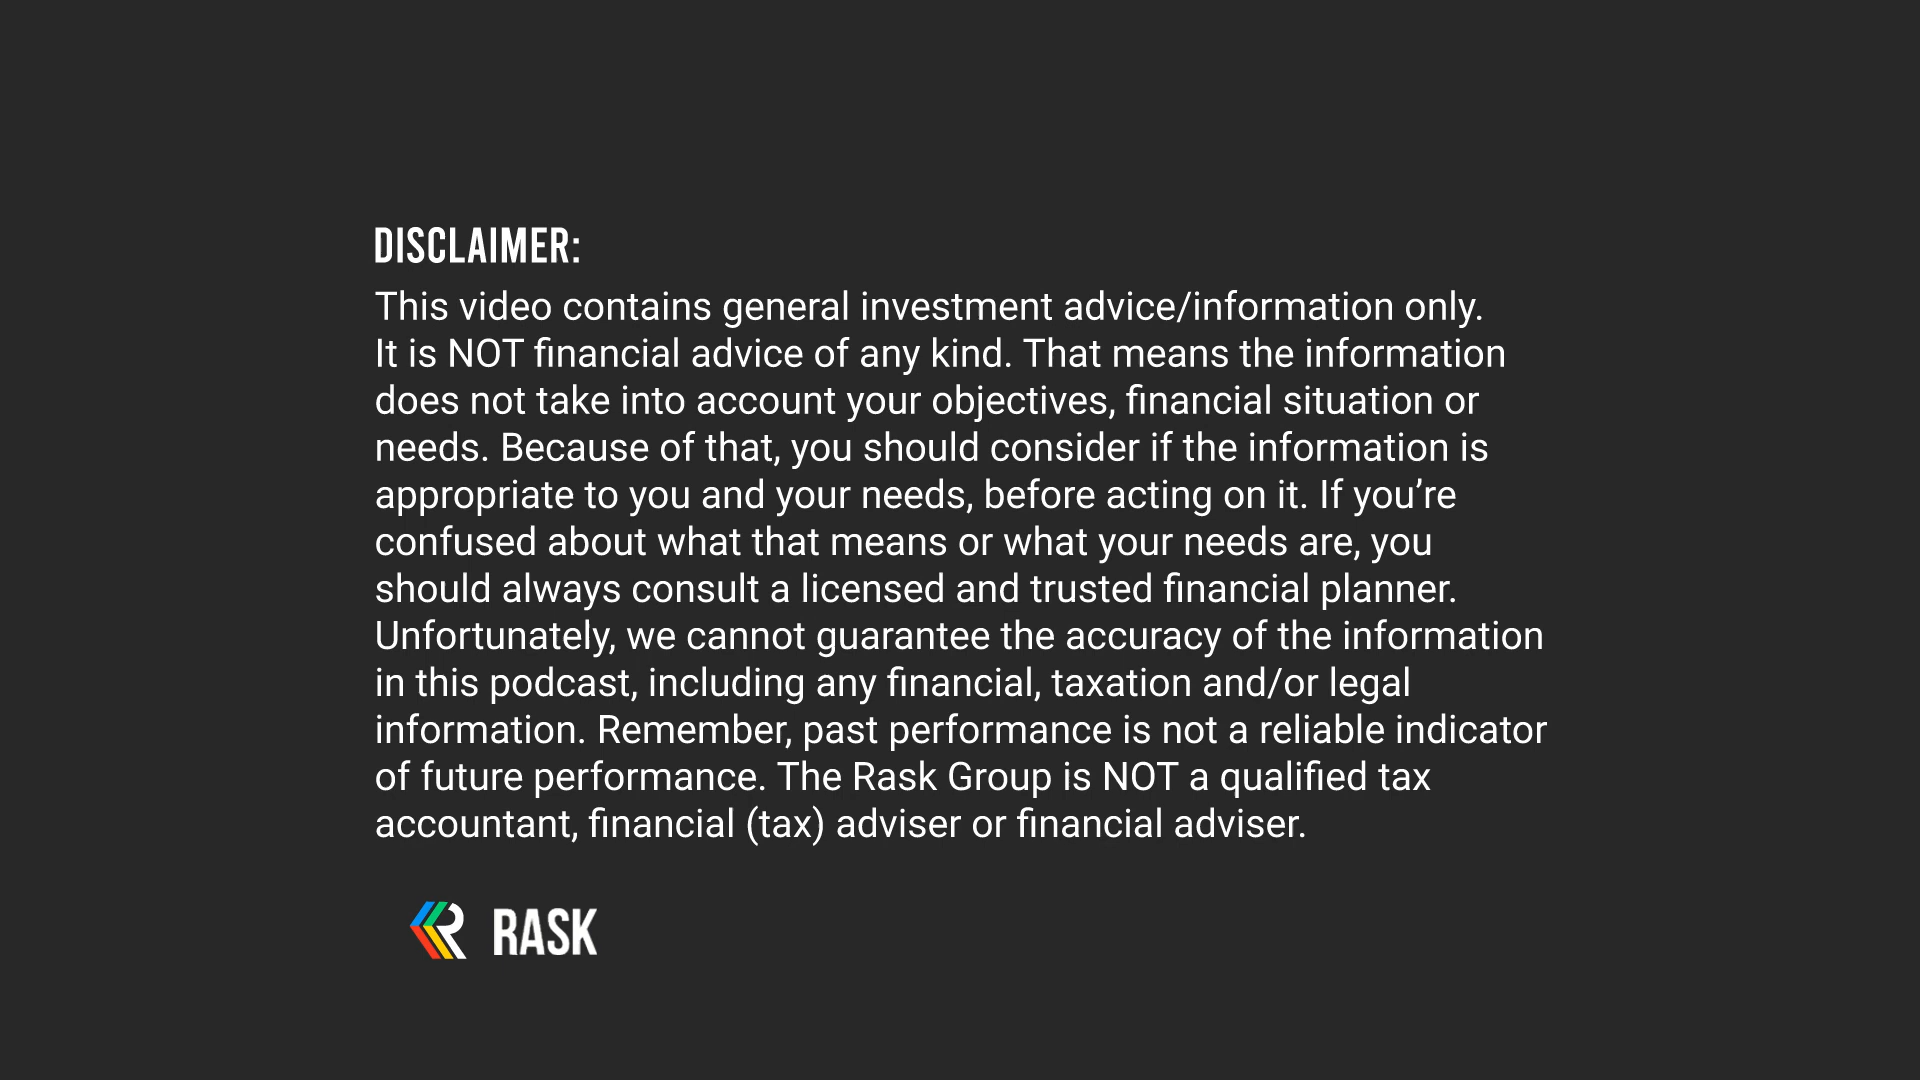 DISCLAIMER:
This video contains general investment advice/information only.
It is NOT financial advice of any kind. That means the information
does not take into account your objectives, financial situation or
needs. Because of that, you should consider if the information is
appropriate to you and your needs, before acting on it. If you’re
confused about what that means or what your needs are, you
should always consult a licensed and trusted financial planner.
Unfortunately, we cannot guarantee the accuracy of the information
in this podcast, including any financial, taxation and/or legal
information. Remember, past performance is not a reliable indicator
of future performance. The Rask Group is NOT a qualified tax
accountant, financial (tax) adviser or financial adviser.
RASK